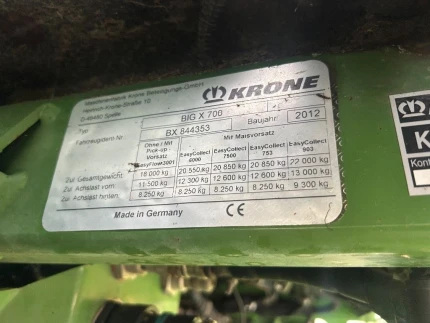 Maschinenfabrik Krone Beteiligungs-GmbH
Heinrich-Krone-Straße 10
D-48480 Spelle
KRONE
Typ
BIG X 700
Fahrzeugident Nr.:
BX 844353
Baujahr
2012
Ohne / Mit Mit Maisvorsatz
Pick-up
Vorsatz EasyCollect EasyCollect EasyCollect EasyCollect
EasyFlow3001 6000 7500 753 903
Zul. Gesamtgewicht: 18 000 kg 20 550 kg 20 850 kg 20 850 kg 22 000 kg
Zul. Achslast vorn: 11 500 kg 12 300 kg 12 600 kg 12 600 kg 13 000 kg
Zul. Achslast hinten: 8 250 kg 8 250 kg 8 250 kg 8 250 kg 9 300 kg
Made in Germany
CE
K
Kont